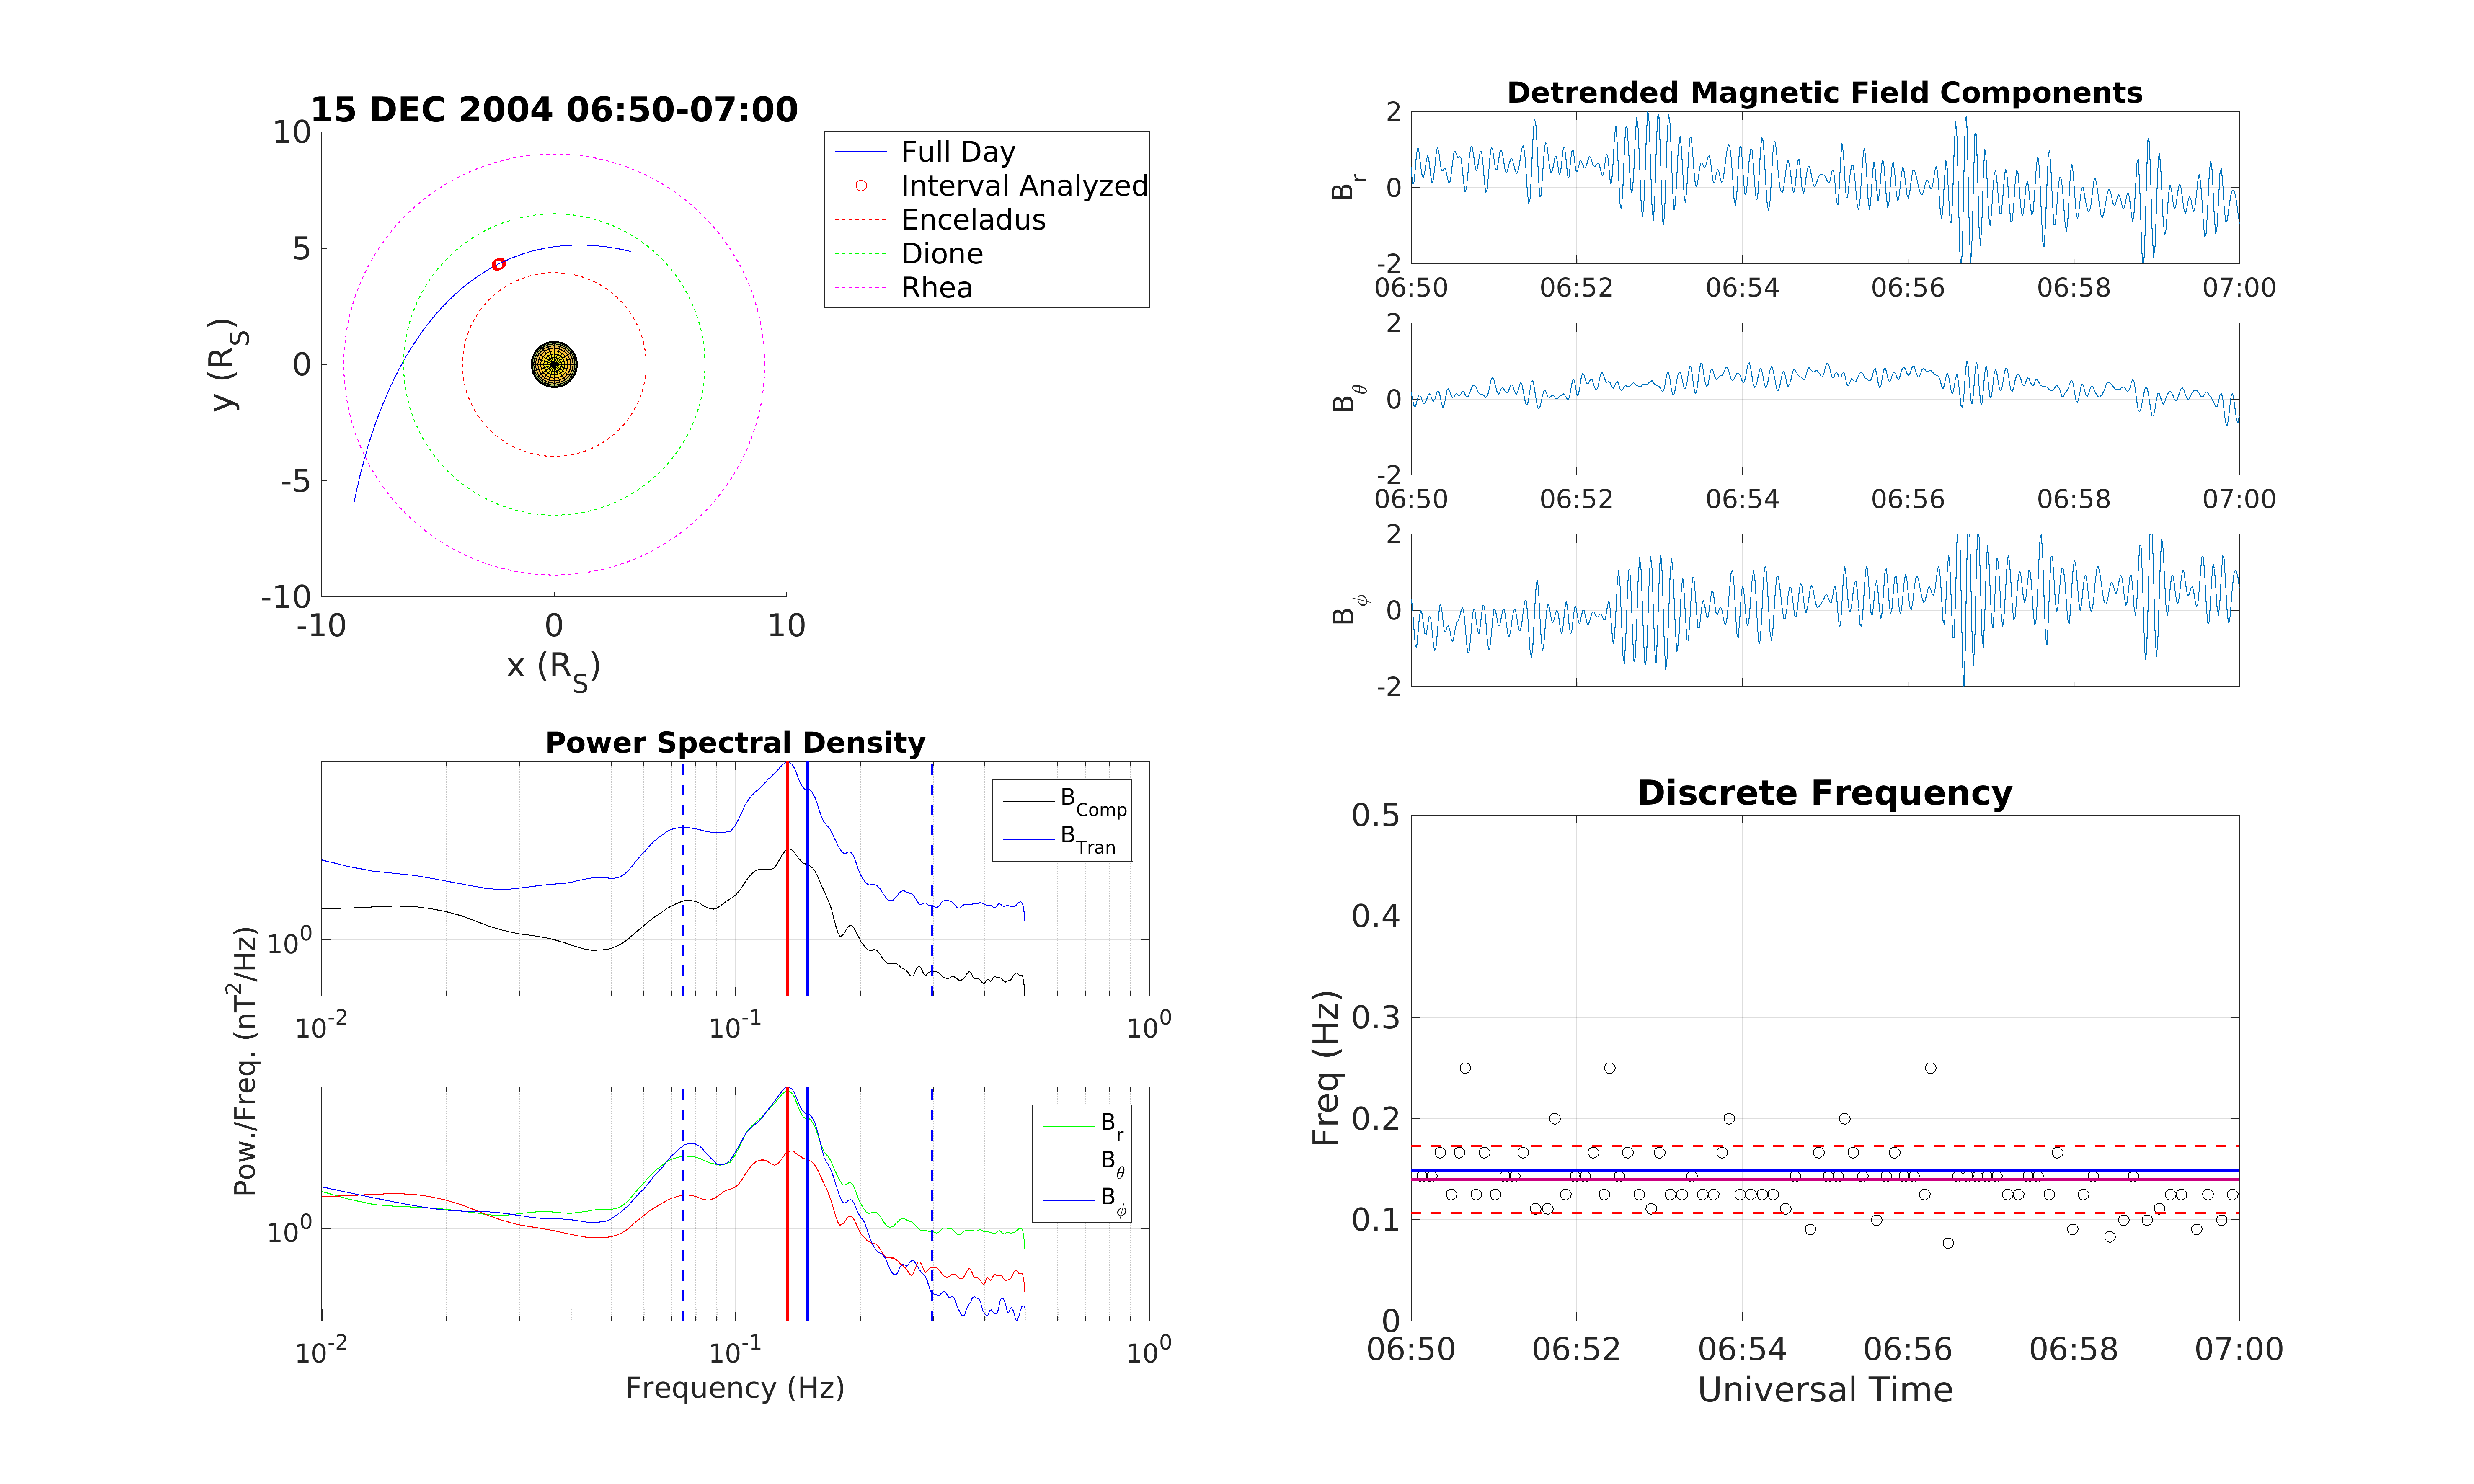 15 DEC 2004 06:50-07:00
10
5
0
-5
-10
-10 0 10
y (R_S)
x (R_S)
Full Day
Interval Analyzed
Enceladus
Dione
Rhea
Detrended Magnetic Field Components
2
0
-2
B_r
06:50 06:52 06:54 06:56 06:58 07:00
2
0
-2
B_θ
06:50 06:52 06:54 06:56 06:58 07:00
2
0
-2
B_ϕ
Power Spectral Density
B_Comp
B_Tran
10^0
10^-2 10^-1 10^0
Pow./Freq. (nT^2/Hz)
B_r
B_θ
B_ϕ
10^0
10^-2 10^-1 10^0
Frequency (Hz)
Discrete Frequency
0.5
0.4
0.3
0.2
0.1
0
Freq (Hz)
06:50 06:52 06:54 06:56 06:58 07:00
Universal Time